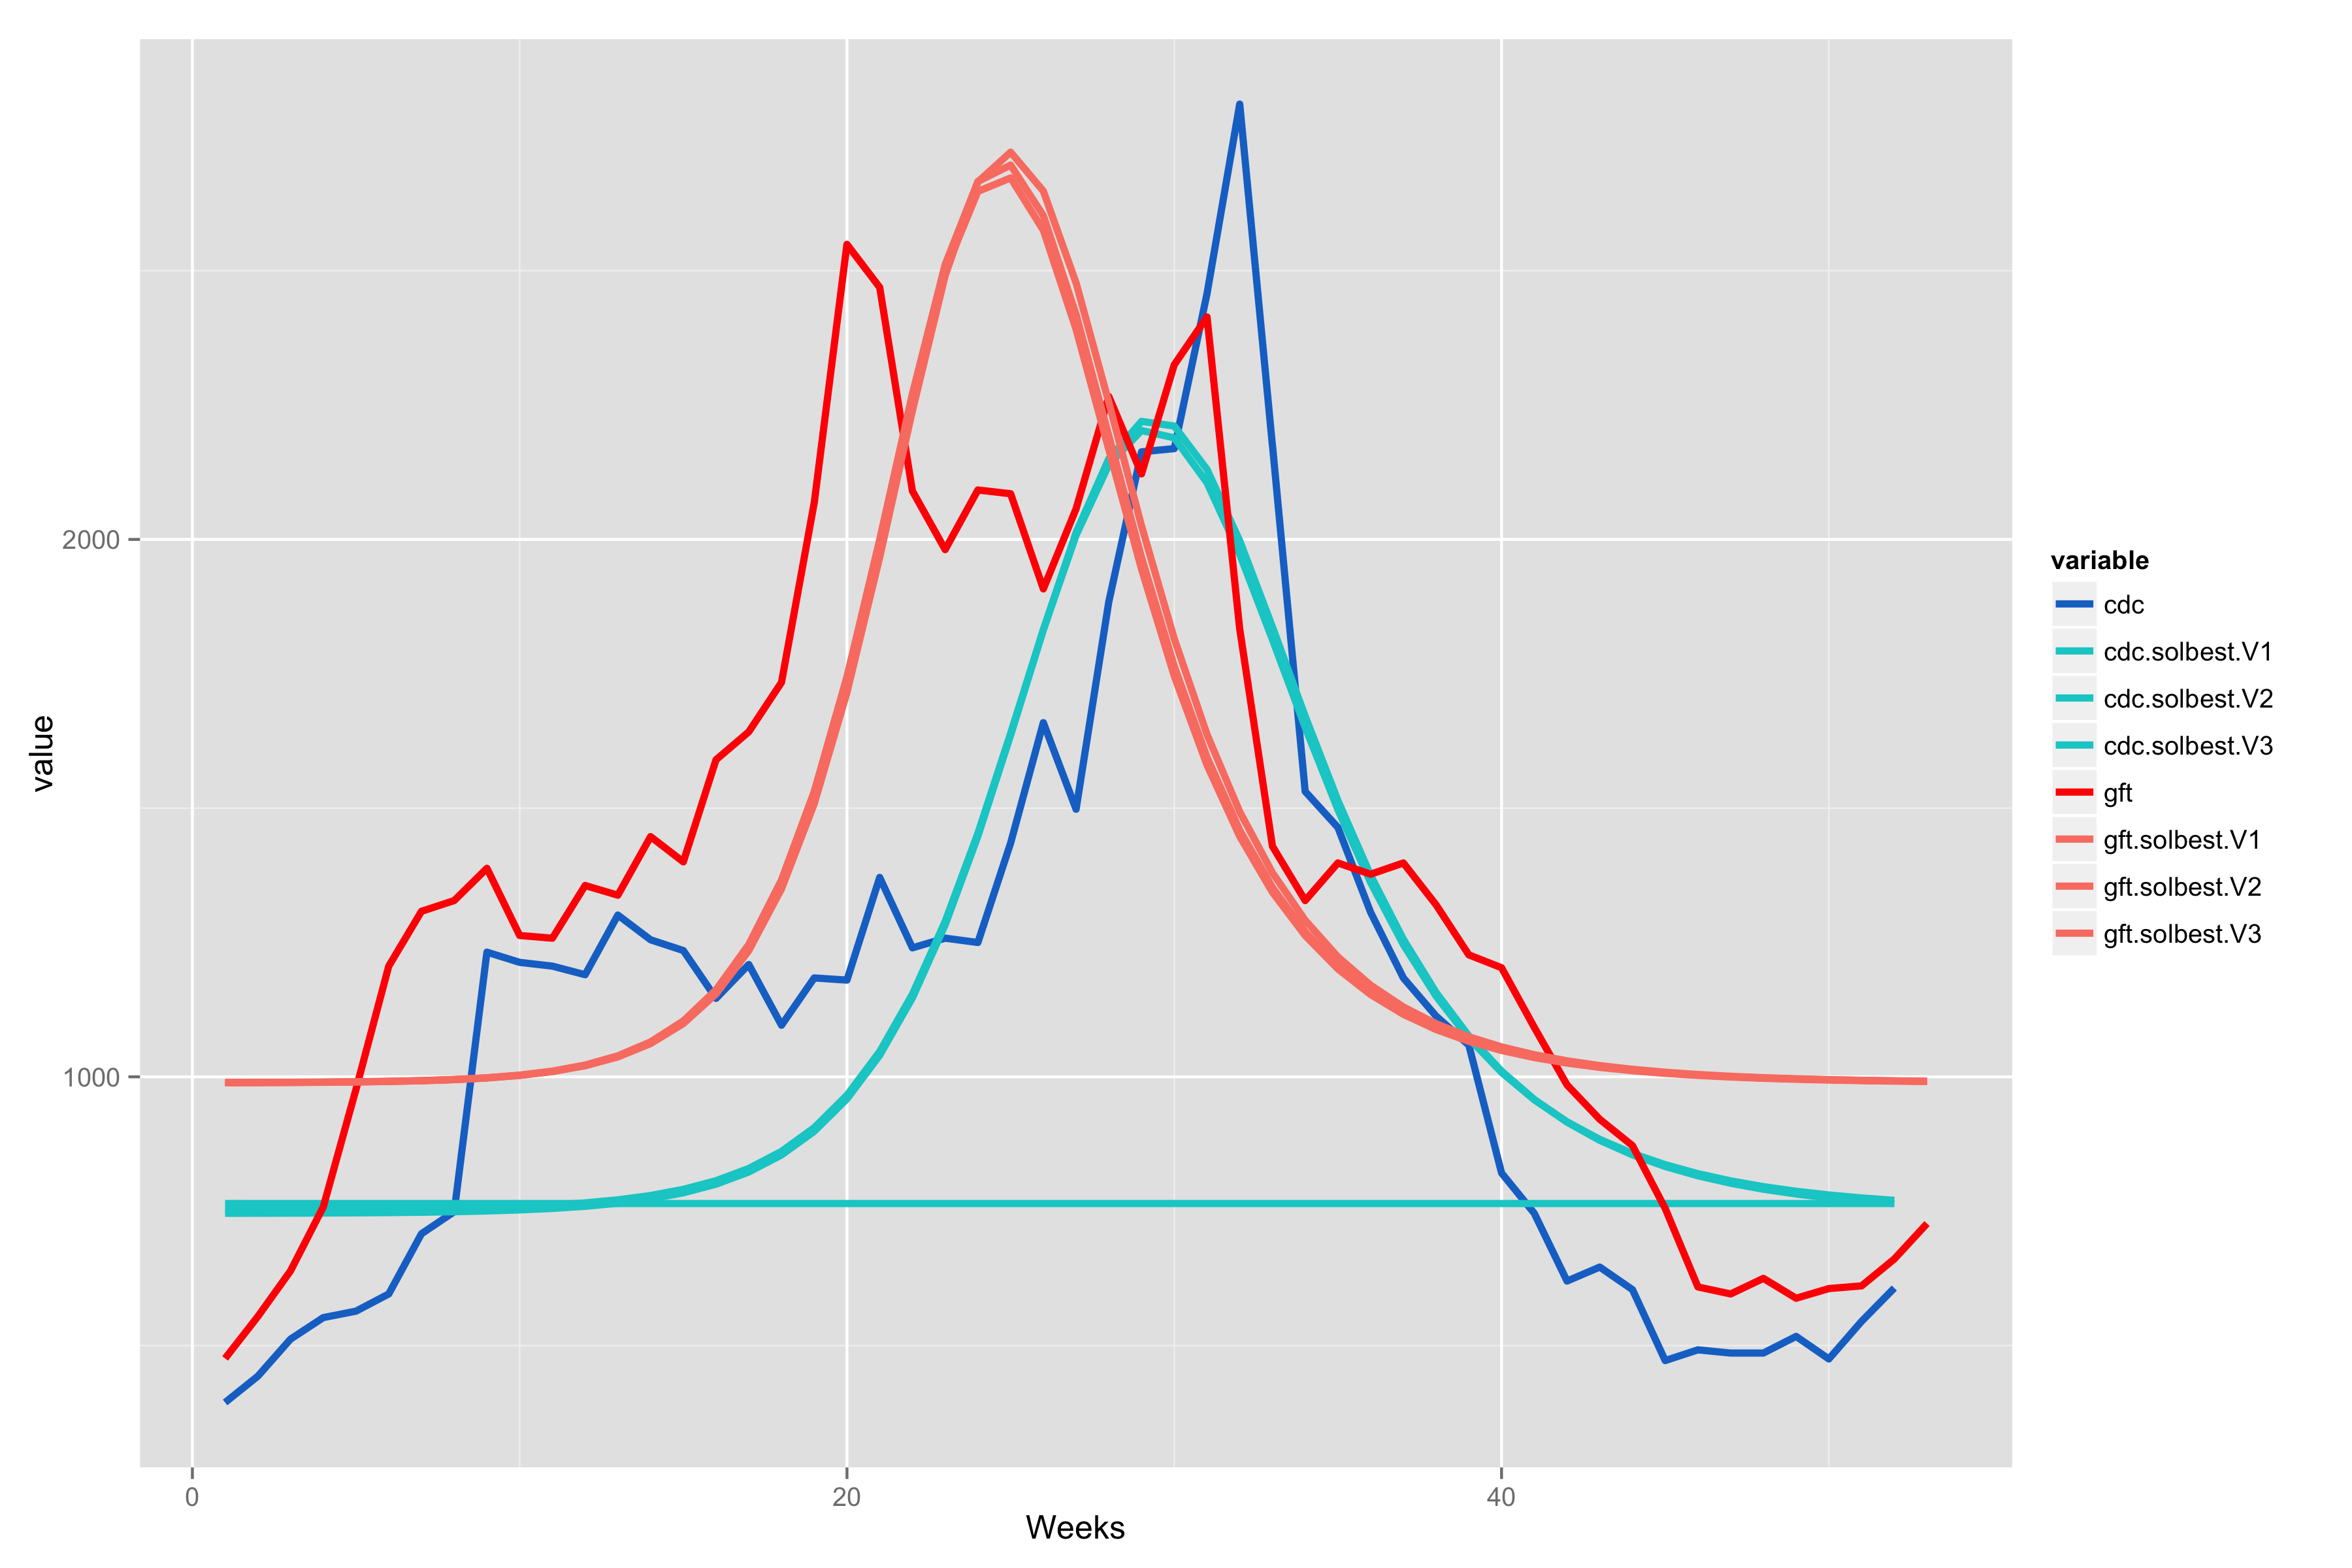 2000
1000
value
0
20
40
Weeks
variable
cdc
cdc.solbest.V1
cdc.solbest.V2
cdc.solbest.V3
gft
gft.solbest.V1
gft.solbest.V2
gft.solbest.V3